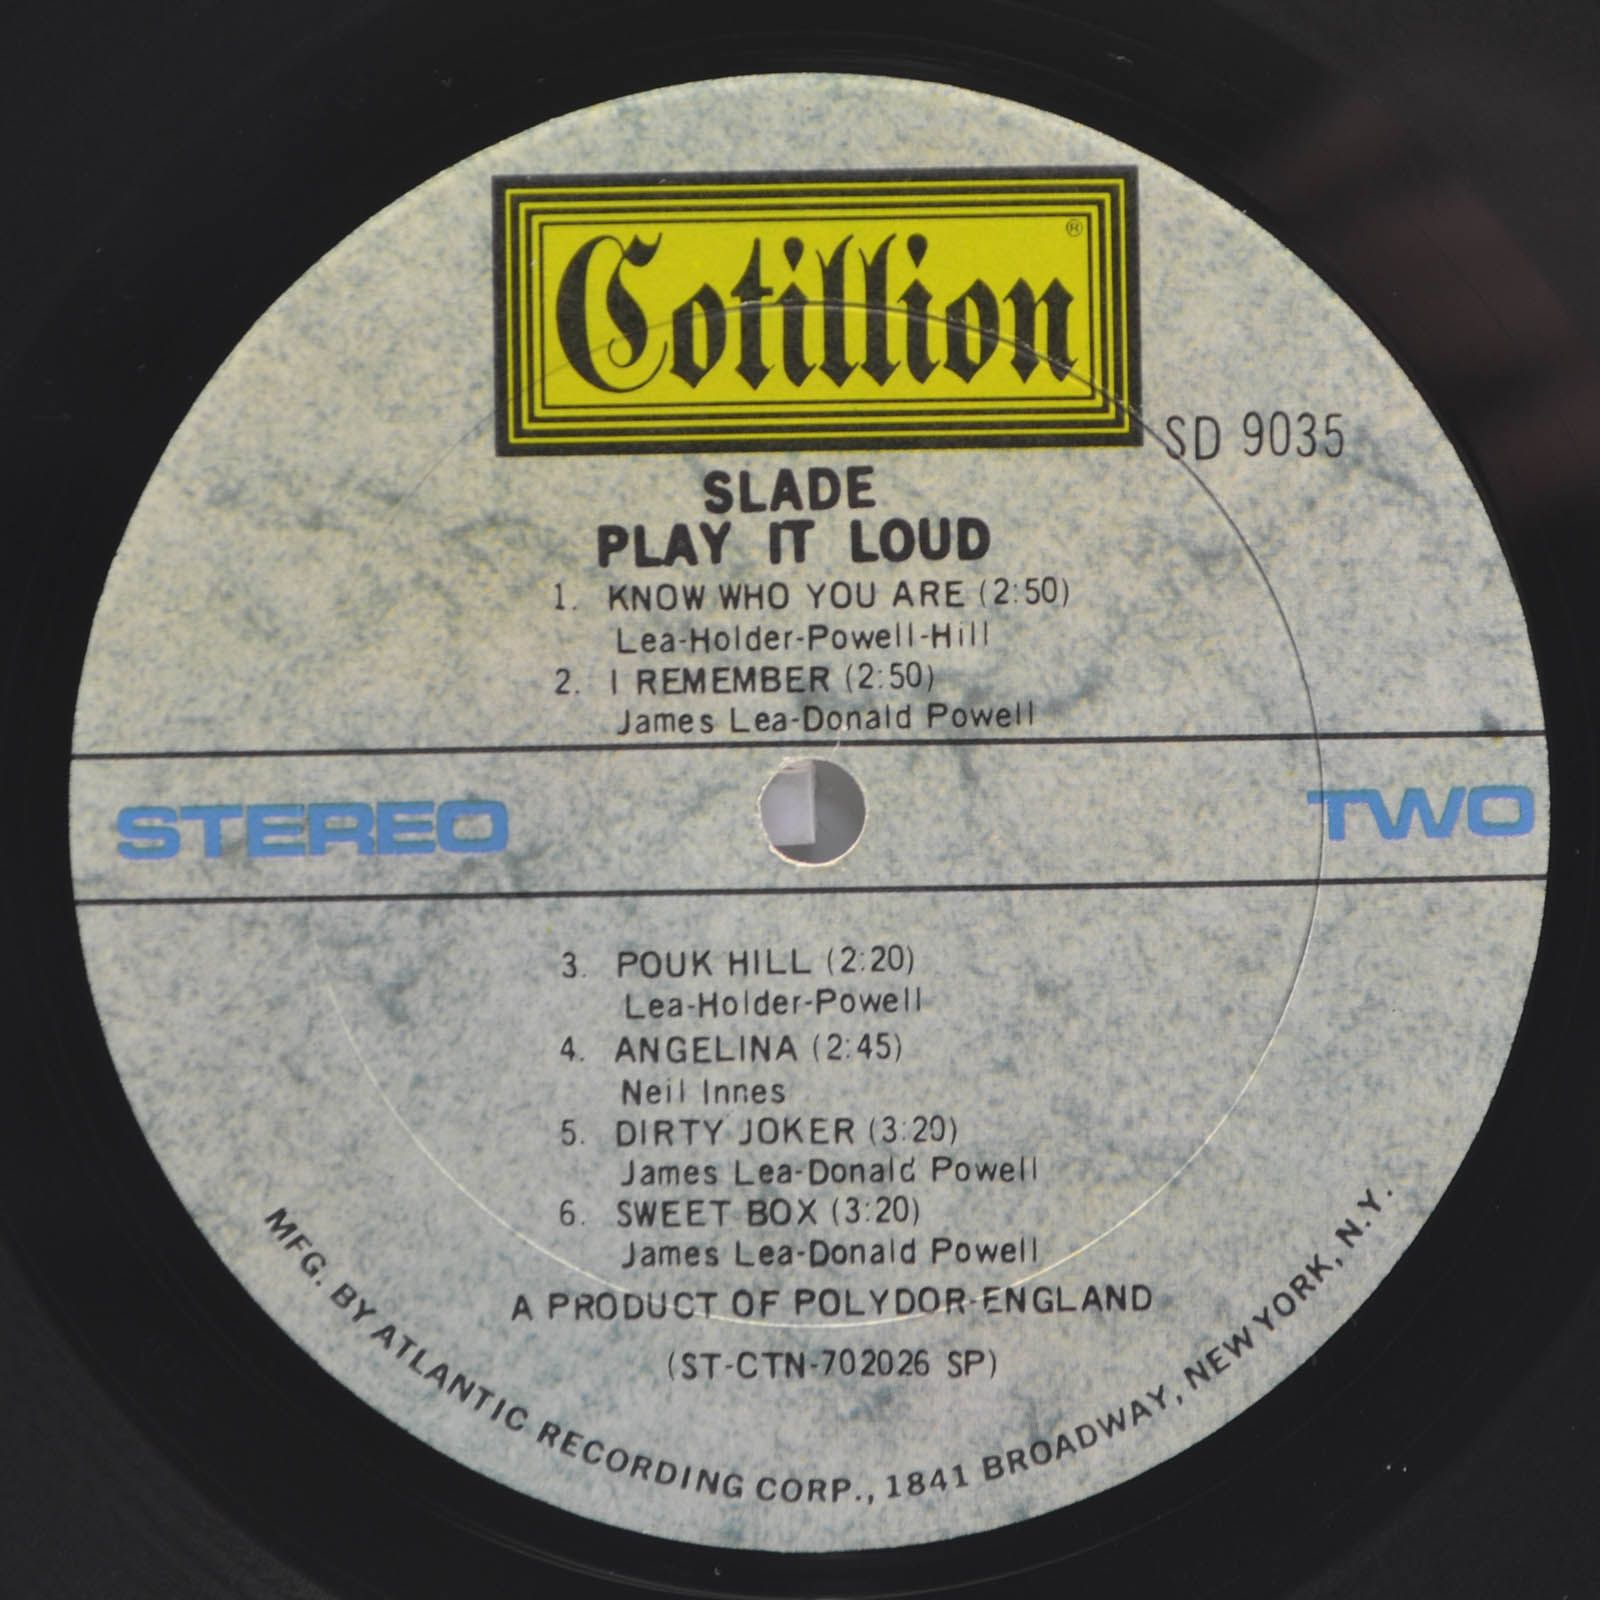 Cotillion ®
SD 9035
SLADE
PLAY IT LOUD
1. KNOW WHO YOU ARE (2:50)
Lea-Holder-Powell-Hill
2. I REMEMBER (2:50)
James Lea-Donald Powell
STEREO TWO
3. POUK HILL (2:20)
Lea-Holder-Powell
4. ANGELINA (2:45)
Neil Innes
5. DIRTY JOKER (3:20)
James Lea-Donald Powell
6. SWEET BOX (3:20)
James Lea-Donald Powell
A PRODUCT OF POLYDOR-ENGLAND
(ST-CTN-702026 SP)
MFG. BY ATLANTIC RECORDING CORP., 1841 BROADWAY, NEW YORK, N.Y.